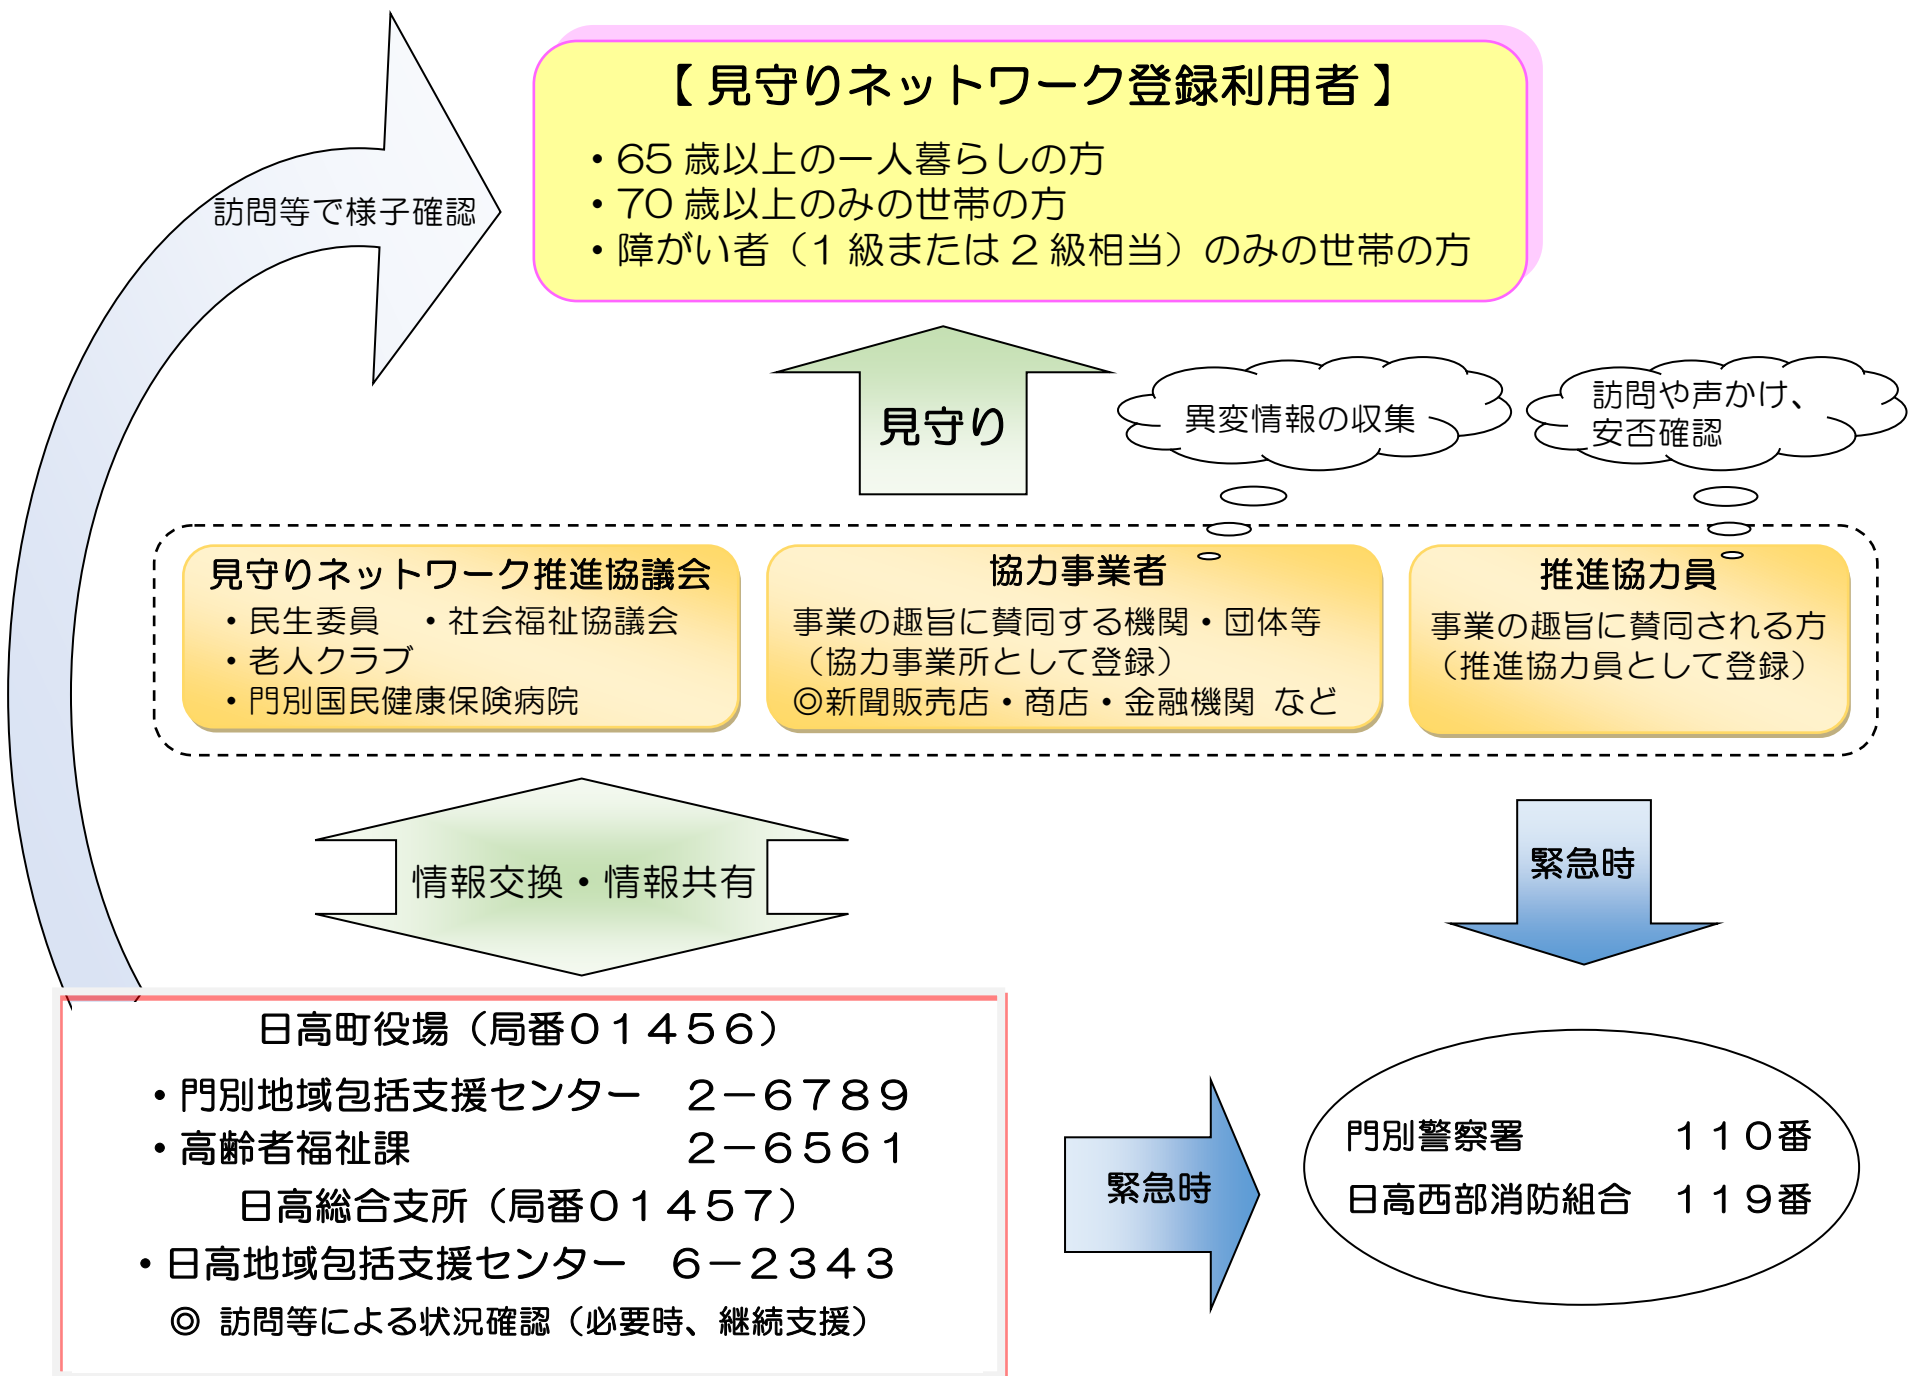 【 見守りネットワーク登録利用者 】
・65 歳以上の一人暮らしの方
・70 歳以上のみの世帯の方
・障がい者（1 級または 2 級相当）のみの世帯の方
訪問等で様子確認
見守り
異変情報の収集
訪問や声かけ、
安否確認
見守りネットワーク推進協議会
・民生委員　・社会福祉協議会
・老人クラブ
・門別国民健康保険病院
協力事業者
事業の趣旨に賛同する機関・団体等
（協力事業所として登録）
◎新聞販売店・商店・金融機関 など
推進協力員
事業の趣旨に賛同される方
（推進協力員として登録）
情報交換・情報共有
緊急時
日高町役場（局番０１４５６）
・門別地域包括支援センター　２－６７８９
・高齢者福祉課　２－６５６１
日高総合支所（局番０１４５７）
・日高地域包括支援センター　６－２３４３
◎ 訪問等による状況確認（必要時、継続支援）
緊急時
門別警察署　１１０番
日高西部消防組合　１１９番